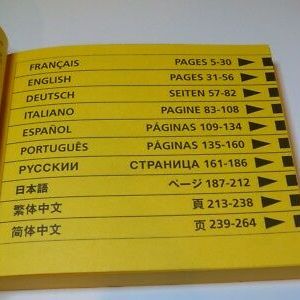 FRANÇAIS PAGES 5-30
ENGLISH PAGES 31-56
DEUTSCH SEITEN 57-82
ITALIANO PAGINE 83-108
ESPAÑOL PÁGINAS 109-134
PORTUGUÊS PÁGINAS 135-160
РУССКИЙ СТРАНИЦА 161-186
日本語 ページ 187-212
繁体中文 頁 213-238
简体中文 页 239-264